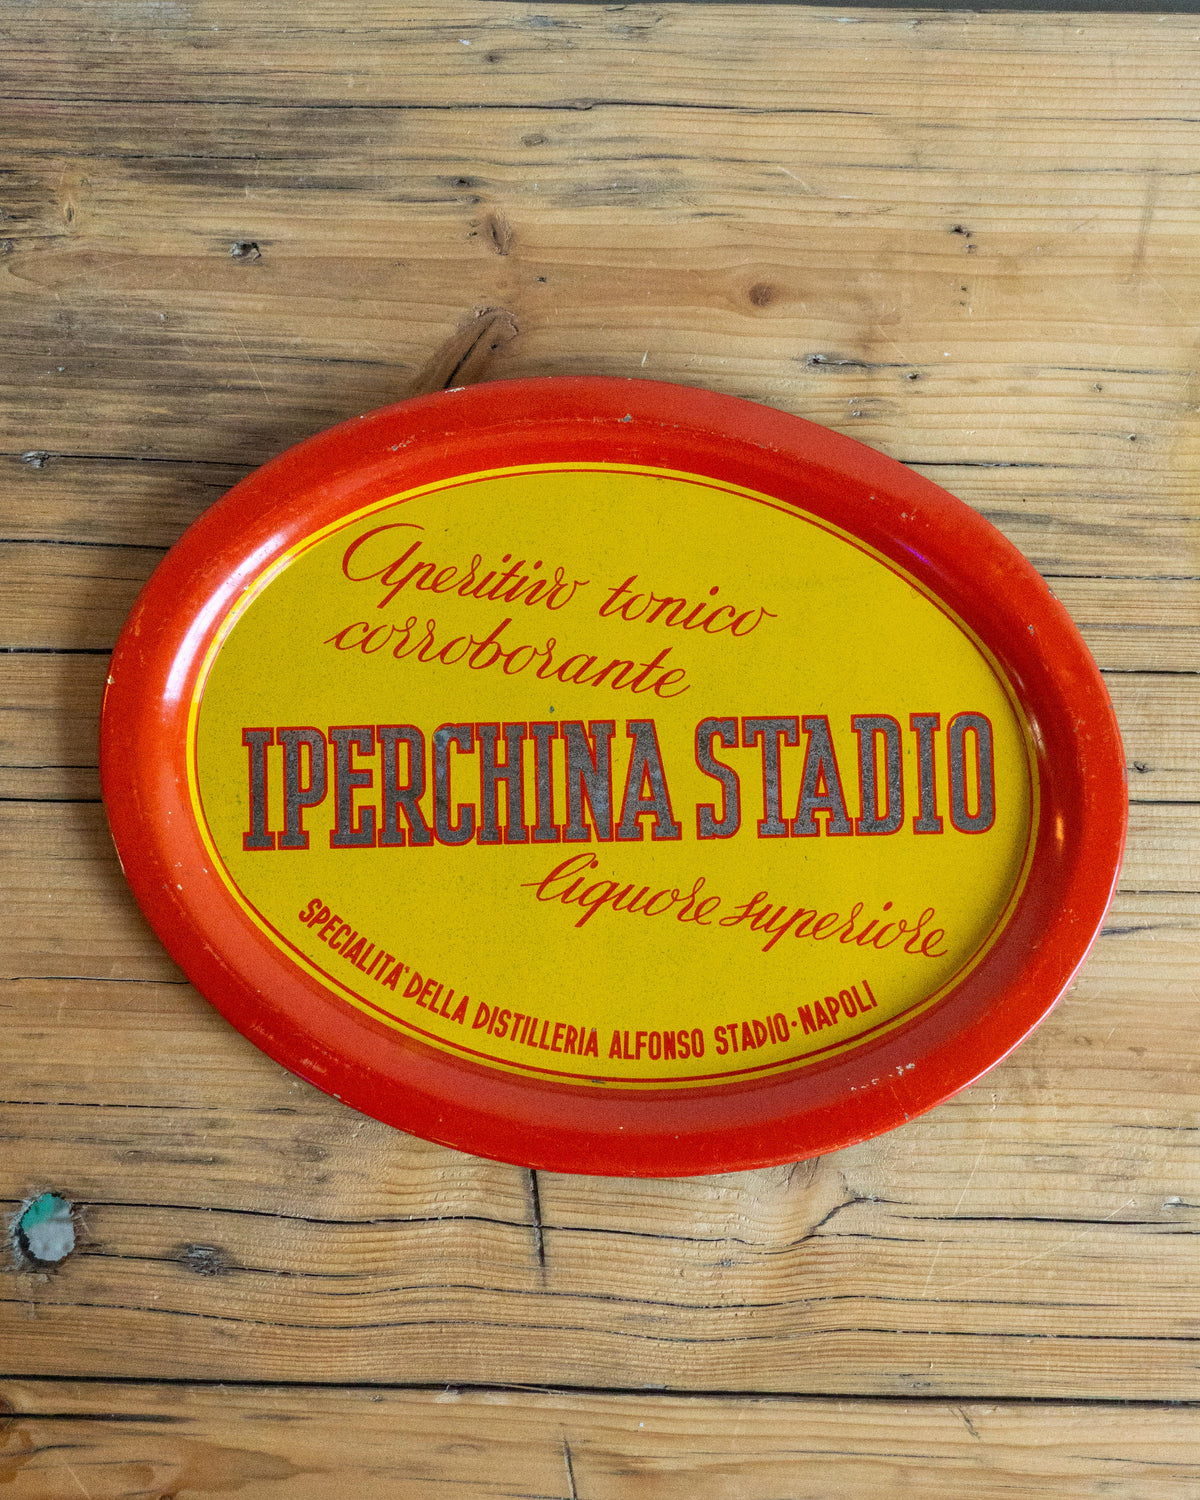 Aperitivo tonico
corroborante
IPERCHINA STADIO
liquore superiore
SPECIALITA' DELLA DISTILLERIA ALFONSO STADIO·NAPOLI